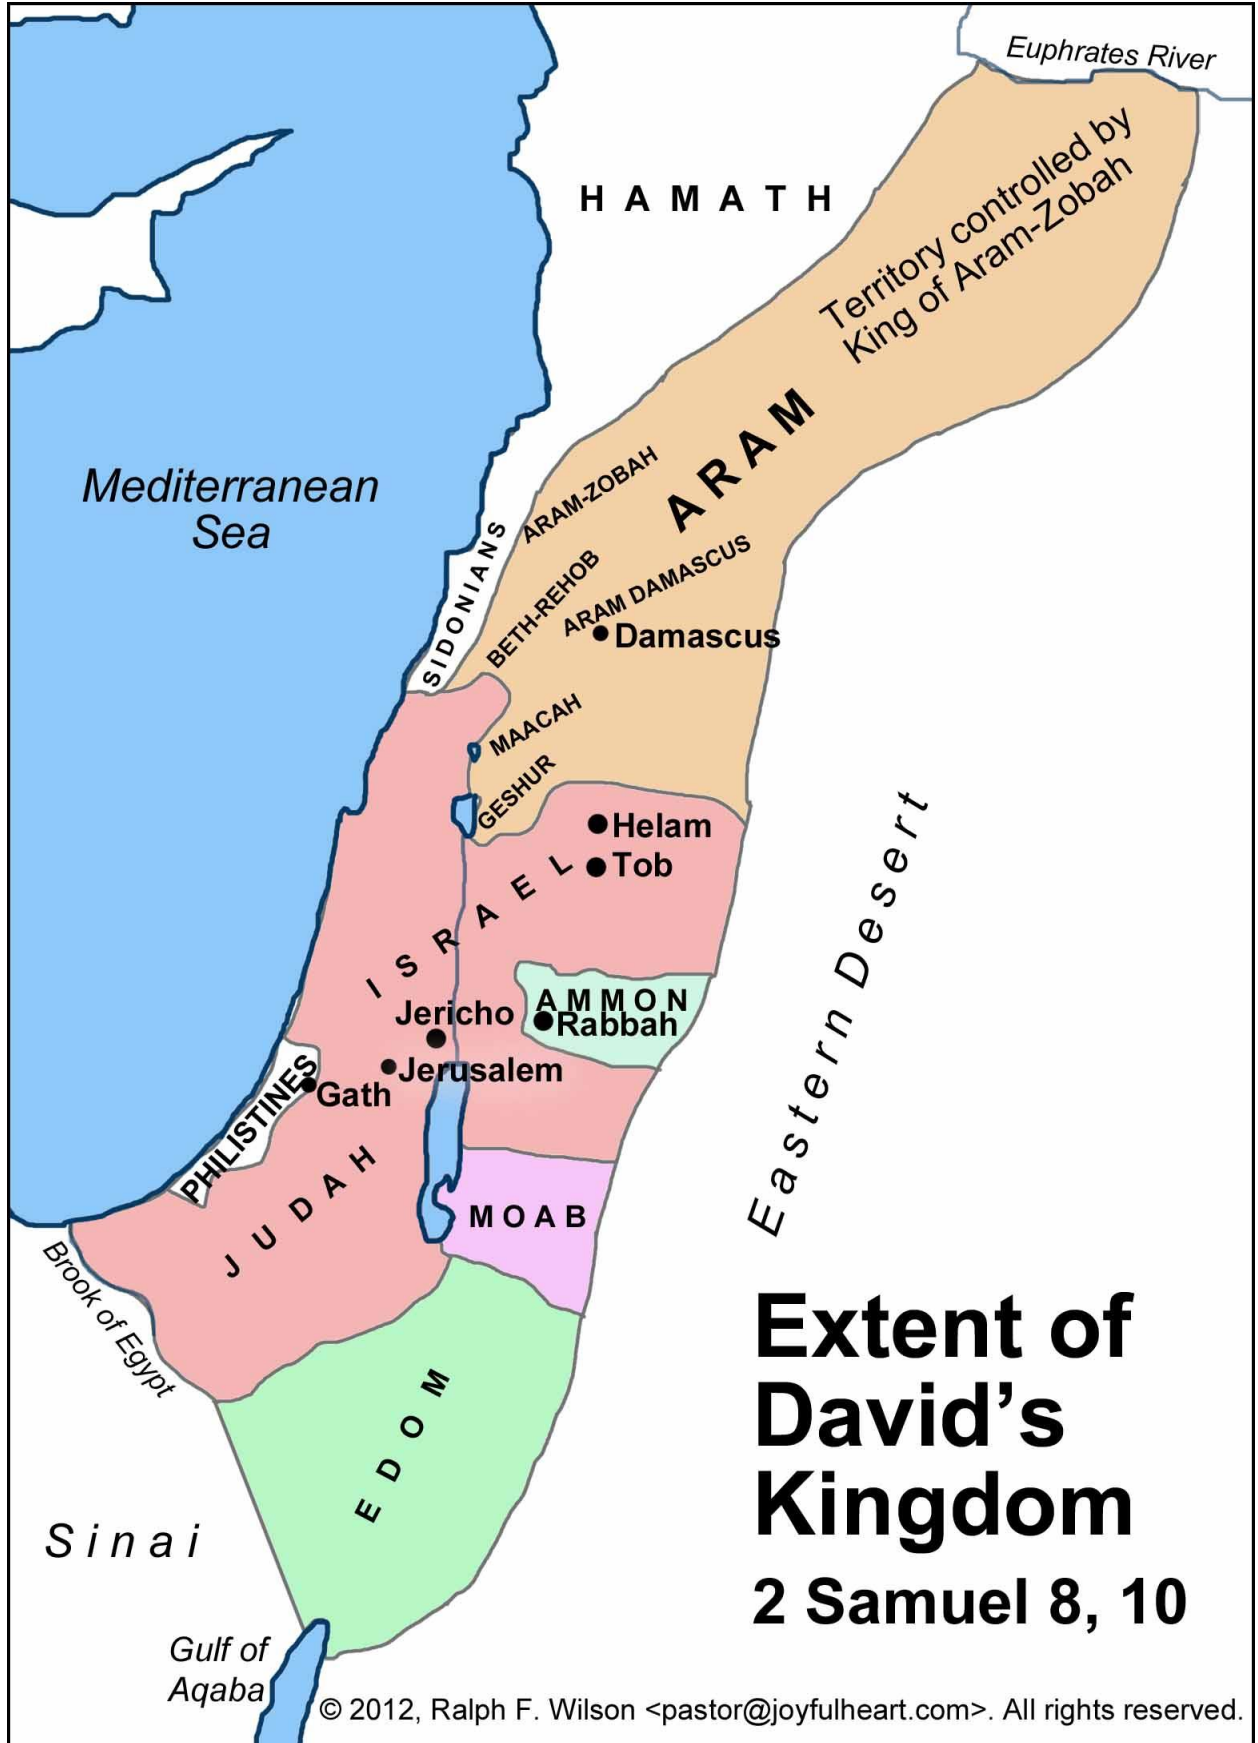 Euphrates River
HAMATH
Territory controlled by
King of Aram-Zobah
ARAM
Mediterranean
Sea
ARAM-ZOBAH
SIDONIANS
BETH-REHOB
ARAM DAMASCUS
Damascus
MAACAH
GESHUR
Helam
Tob
ISRAEL
Eastern Desert
AMMON
Jericho
Rabbah
Jerusalem
Gath
PHILISTINES
JUDAH
MOAB
Brook of Egypt
EDOM
Extent of
David's
Kingdom
2 Samuel 8, 10
Sinai
Gulf of
Aqaba
© 2012, Ralph F. Wilson <pastor@joyfulheart.com>. All rights reserved.